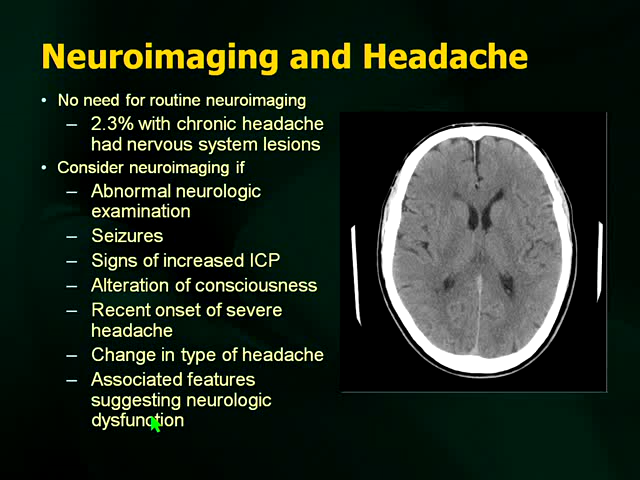 Neuroimaging and Headache
• No need for routine neuroimaging
– 2.3% with chronic headache
had nervous system lesions
• Consider neuroimaging if
– Abnormal neurologic
examination
– Seizures
– Signs of increased ICP
– Alteration of consciousness
– Recent onset of severe
headache
– Change in type of headache
– Associated features
suggesting neurologic
dysfunction